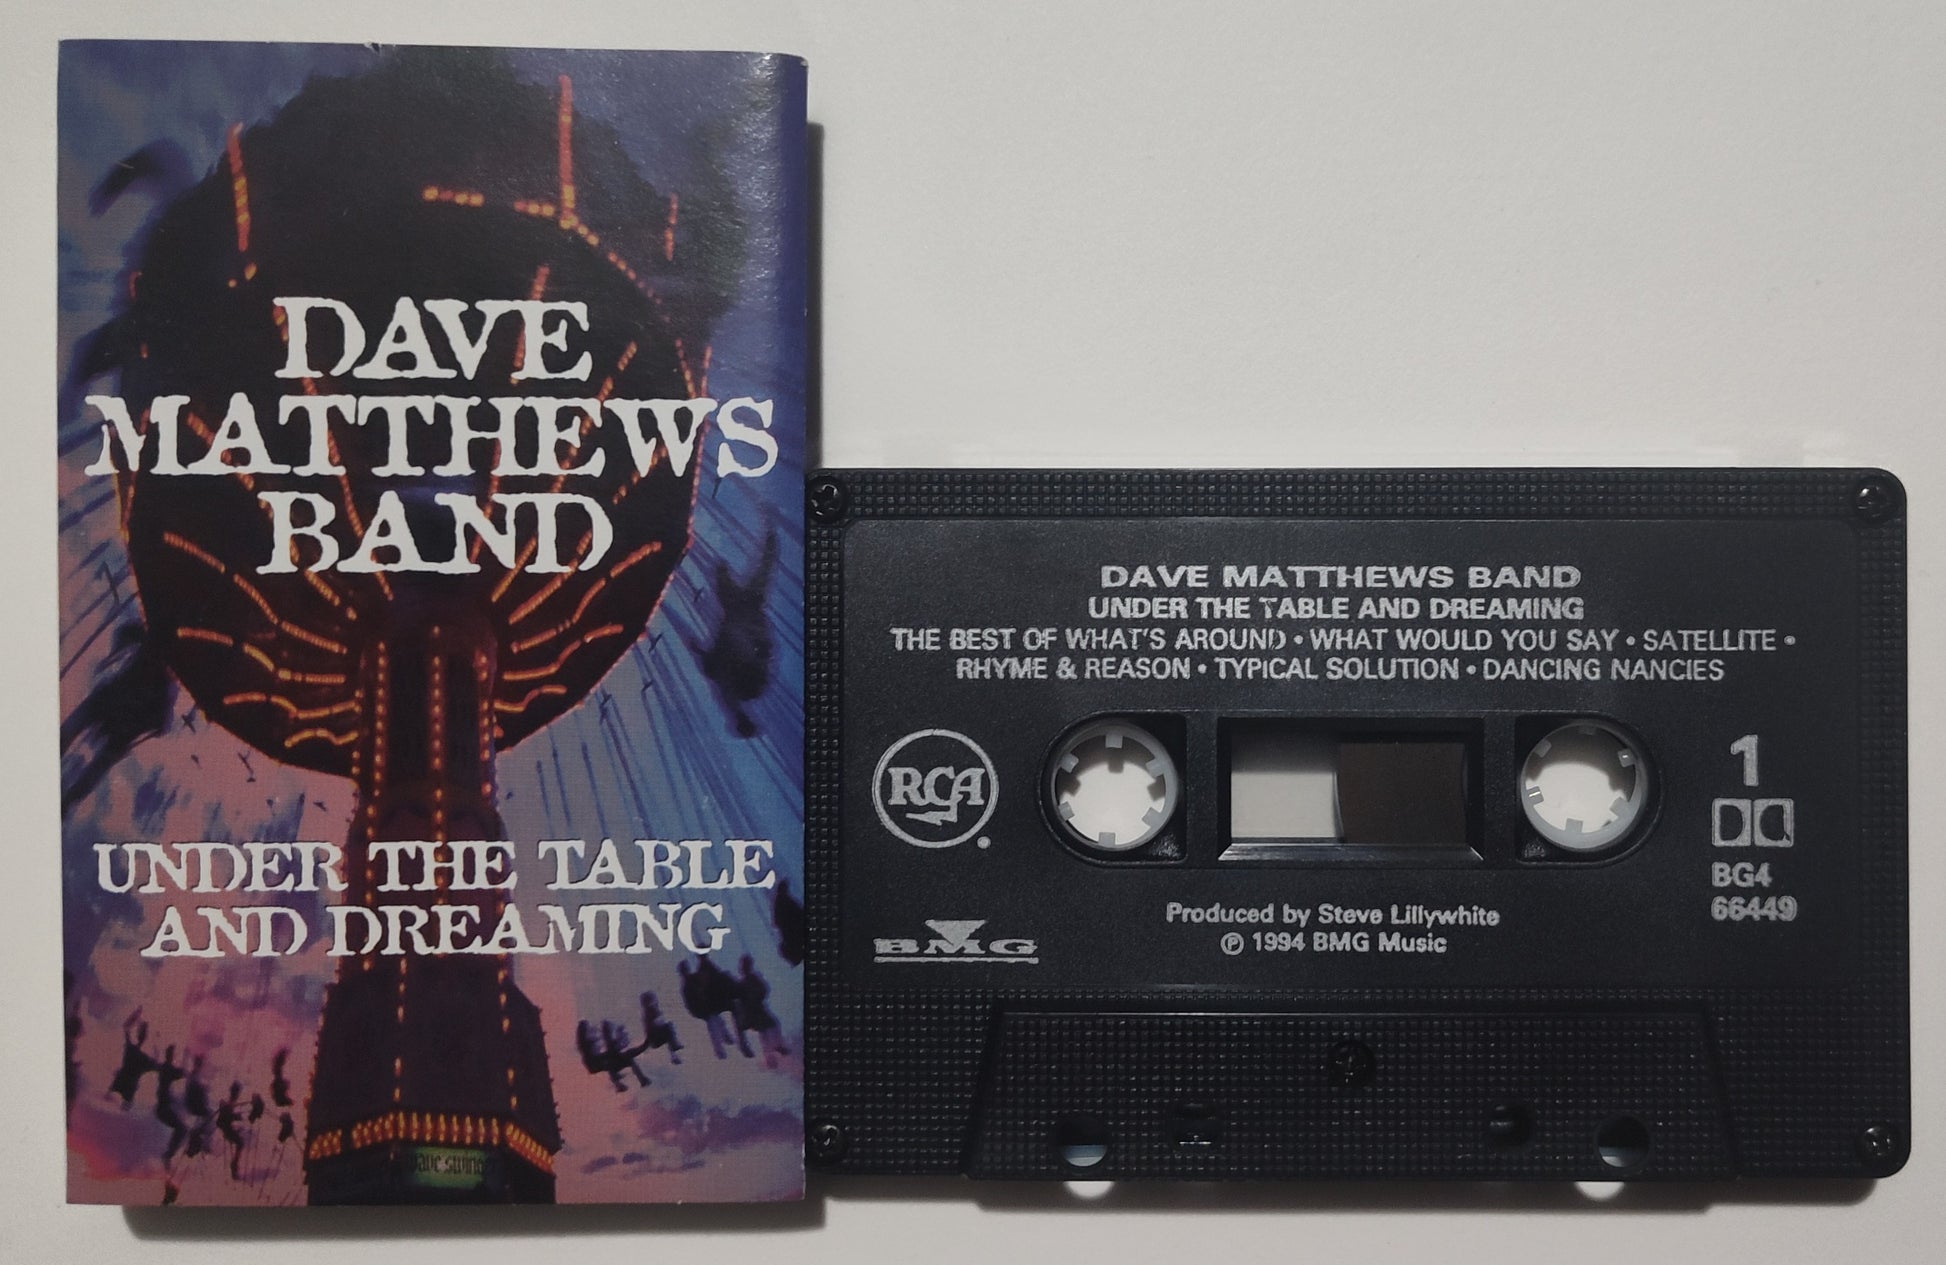 DAVE
MATTHEWS
BAND
UNDER THE TABLE
AND DREAMING
DAVE MATTHEWS BAND
UNDER THE TABLE AND DREAMING
THE BEST OF WHAT'S AROUND • WHAT WOULD YOU SAY • SATELLITE •
RHYME & REASON • TYPICAL SOLUTION • DANCING NANCIES
RCA
1
BG4
66449
Produced by Steve Lillywhite
℗ 1994 BMG Music
BMG